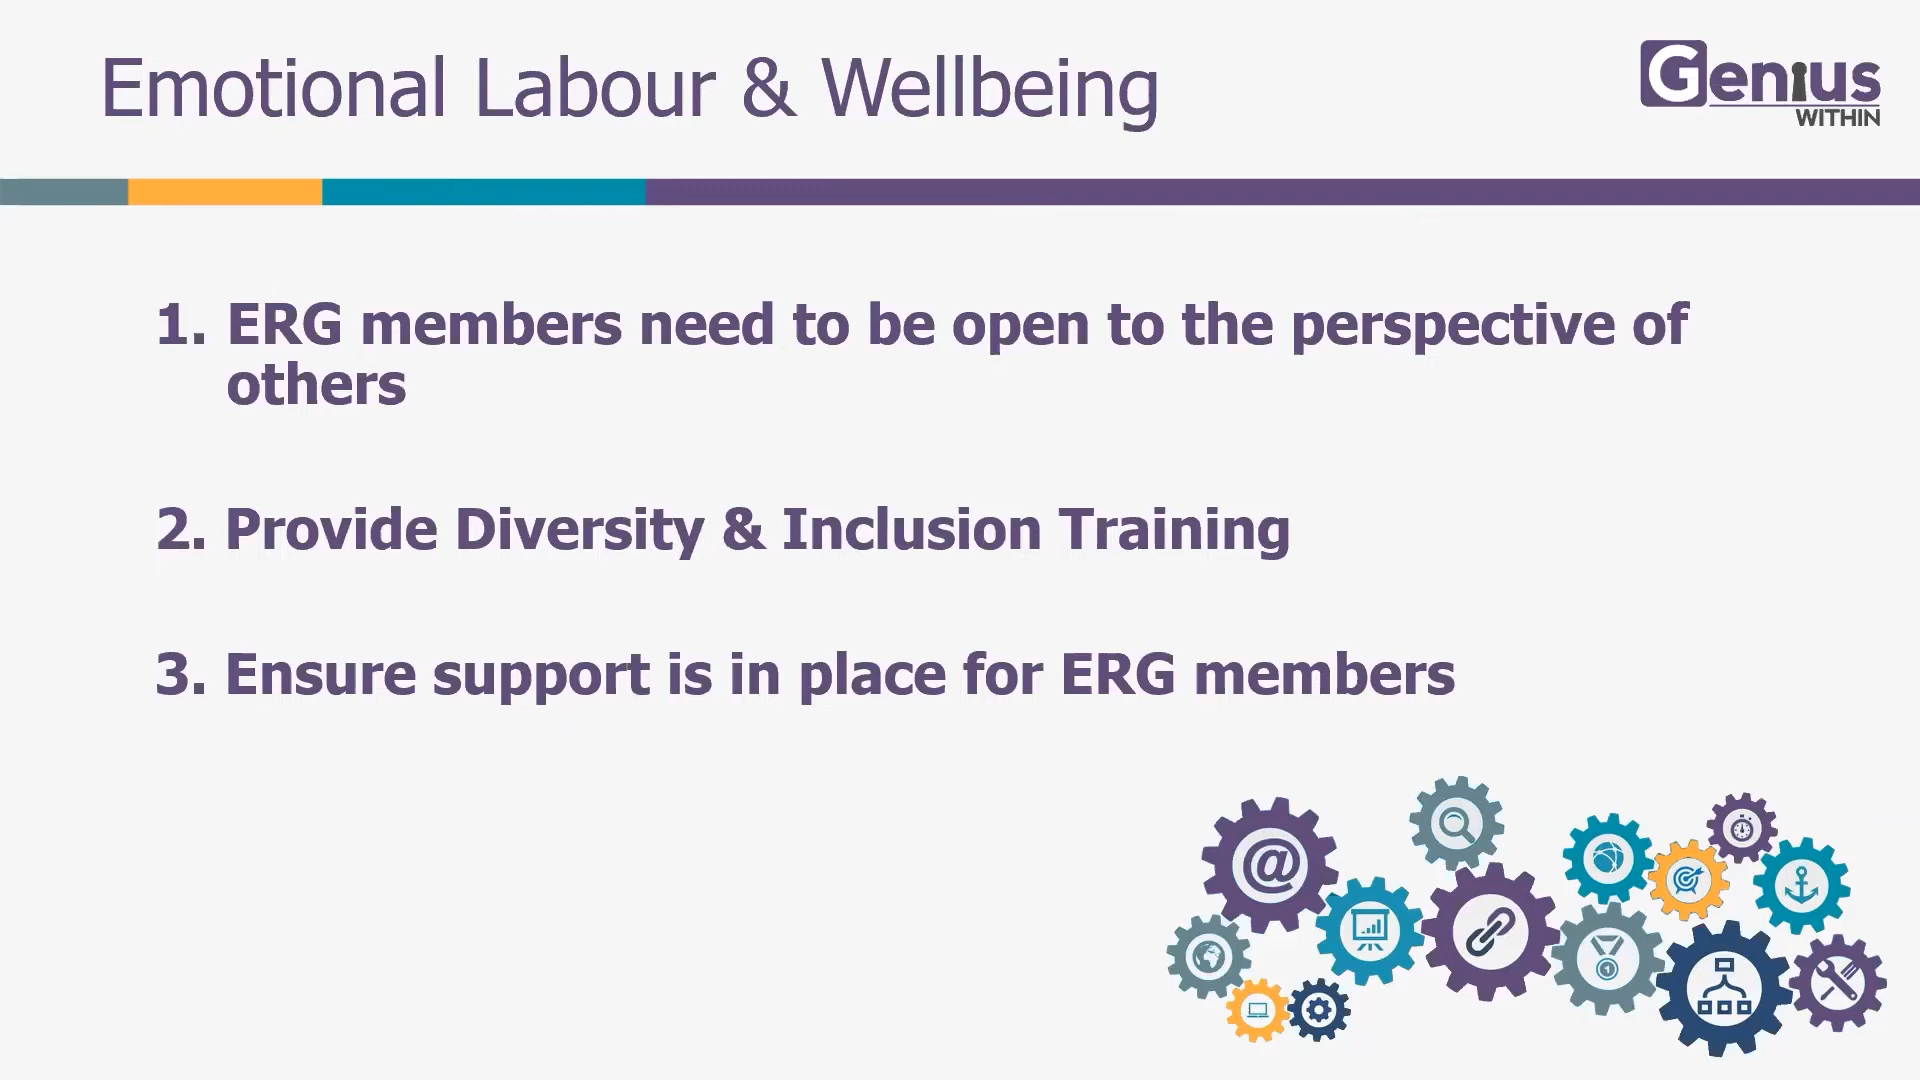 Emotional Labour & Wellbeing
Genius
WITHIN
1. ERG members need to be open to the perspective of
others
2. Provide Diversity & Inclusion Training
3. Ensure support is in place for ERG members
@
1